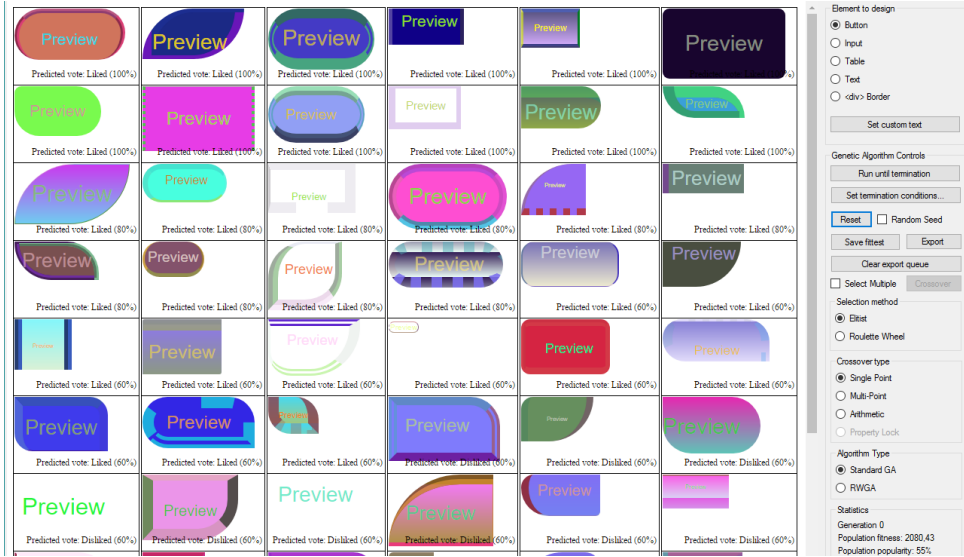 Preview Preview Preview Preview Preview Preview
Predicted vote: Liked (100%) Predicted vote: Liked (100%) Predicted vote: Liked (100%) Predicted vote: Liked (100%) Predicted vote: Liked (100%) Predicted vote: Liked (100%)
Preview Preview Preview Preview Preview Preview
Predicted vote: Liked (100%) Predicted vote: Liked (100%) Predicted vote: Liked (100%) Predicted vote: Liked (100%) Predicted vote: Liked (100%) Predicted vote: Liked (100%)
Preview Preview Preview Preview Preview Preview
Predicted vote: Liked (80%) Predicted vote: Liked (80%) Predicted vote: Liked (80%) Predicted vote: Liked (80%) Predicted vote: Liked (80%) Predicted vote: Liked (80%)
Preview Preview Preview Preview Preview Preview
Predicted vote: Liked (80%) Predicted vote: Liked (80%) Predicted vote: Liked (80%) Predicted vote: Liked (80%) Predicted vote: Liked (60%) Predicted vote: Liked (60%)
Preview Preview Preview Preview Preview
Predicted vote: Liked (60%) Predicted vote: Liked (60%) Predicted vote: Liked (60%) Predicted vote: Liked (60%) Predicted vote: Liked (60%) Predicted vote: Liked (60%)
Preview Preview Preview Preview Preview Preview
Predicted vote: Liked (60%) Predicted vote: Liked (60%) Predicted vote: Liked (60%) Predicted vote: Disliked (60%) Predicted vote: Disliked (60%) Predicted vote: Disliked (60%)
Preview Preview Preview Preview Preview
Predicted vote: Disliked (60%) Predicted vote: Disliked (60%) Predicted vote: Disliked (60%) Predicted vote: Disliked (60%) Predicted vote: Disliked (60%) Predicted vote: Disliked (60%)
Element to design
Button
Input
Table
Text
<div> Border
Set custom text
Genetic Algorithm Controls
Run until termination
Set termination conditions...
Reset Random Seed
Save fittest Export
Clear export queue
Select Multiple Crossover
Selection method
Elitist
Roulette Wheel
Crossover type
Single Point
Multi-Point
Arithmetic
Property Lock
Algorithm Type
Standard GA
RWGA
Statistics
Generation 0
Population fitness: 2080,43
Population popularity: 55%